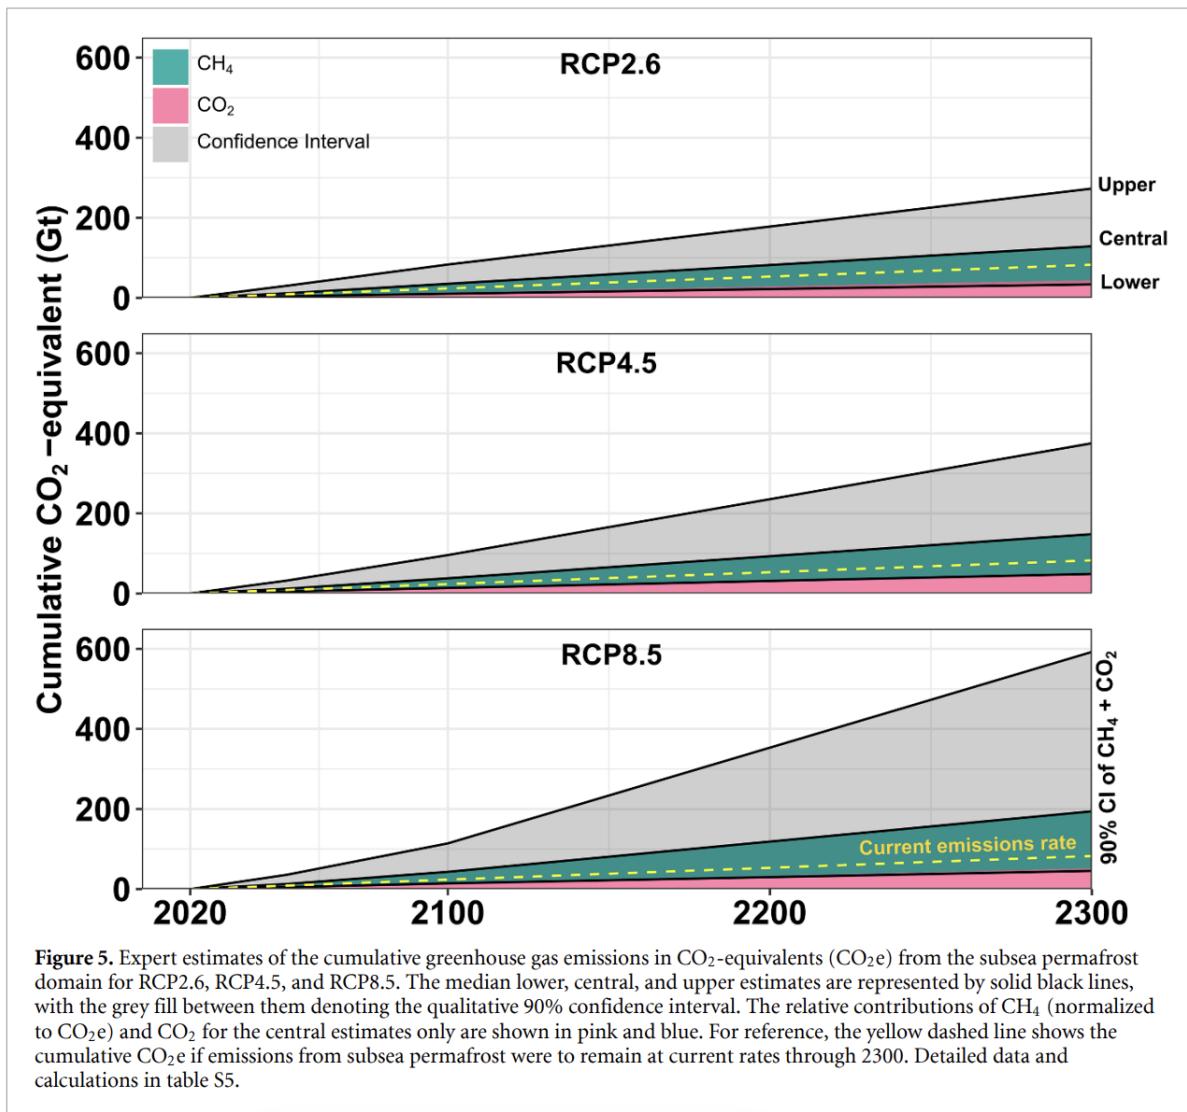 Cumulative CO₂ −equivalent (Gt)
600
400
200
0
CH₄
CO₂
Confidence Interval
RCP2.6
Upper
Central
Lower
600
400
200
0
RCP4.5
600
400
200
0
RCP8.5
Current emissions rate
90% CI of CH₄ + CO₂
2020
2100
2200
2300
Figure 5. Expert estimates of the cumulative greenhouse gas emissions in CO₂-equivalents (CO₂e) from the subsea permafrost
domain for RCP2.6, RCP4.5, and RCP8.5. The median lower, central, and upper estimates are represented by solid black lines,
with the grey fill between them denoting the qualitative 90% confidence interval. The relative contributions of CH₄ (normalized
to CO₂e) and CO₂ for the central estimates only are shown in pink and blue. For reference, the yellow dashed line shows the
cumulative CO₂e if emissions from subsea permafrost were to remain at current rates through 2300. Detailed data and
calculations in table S5.